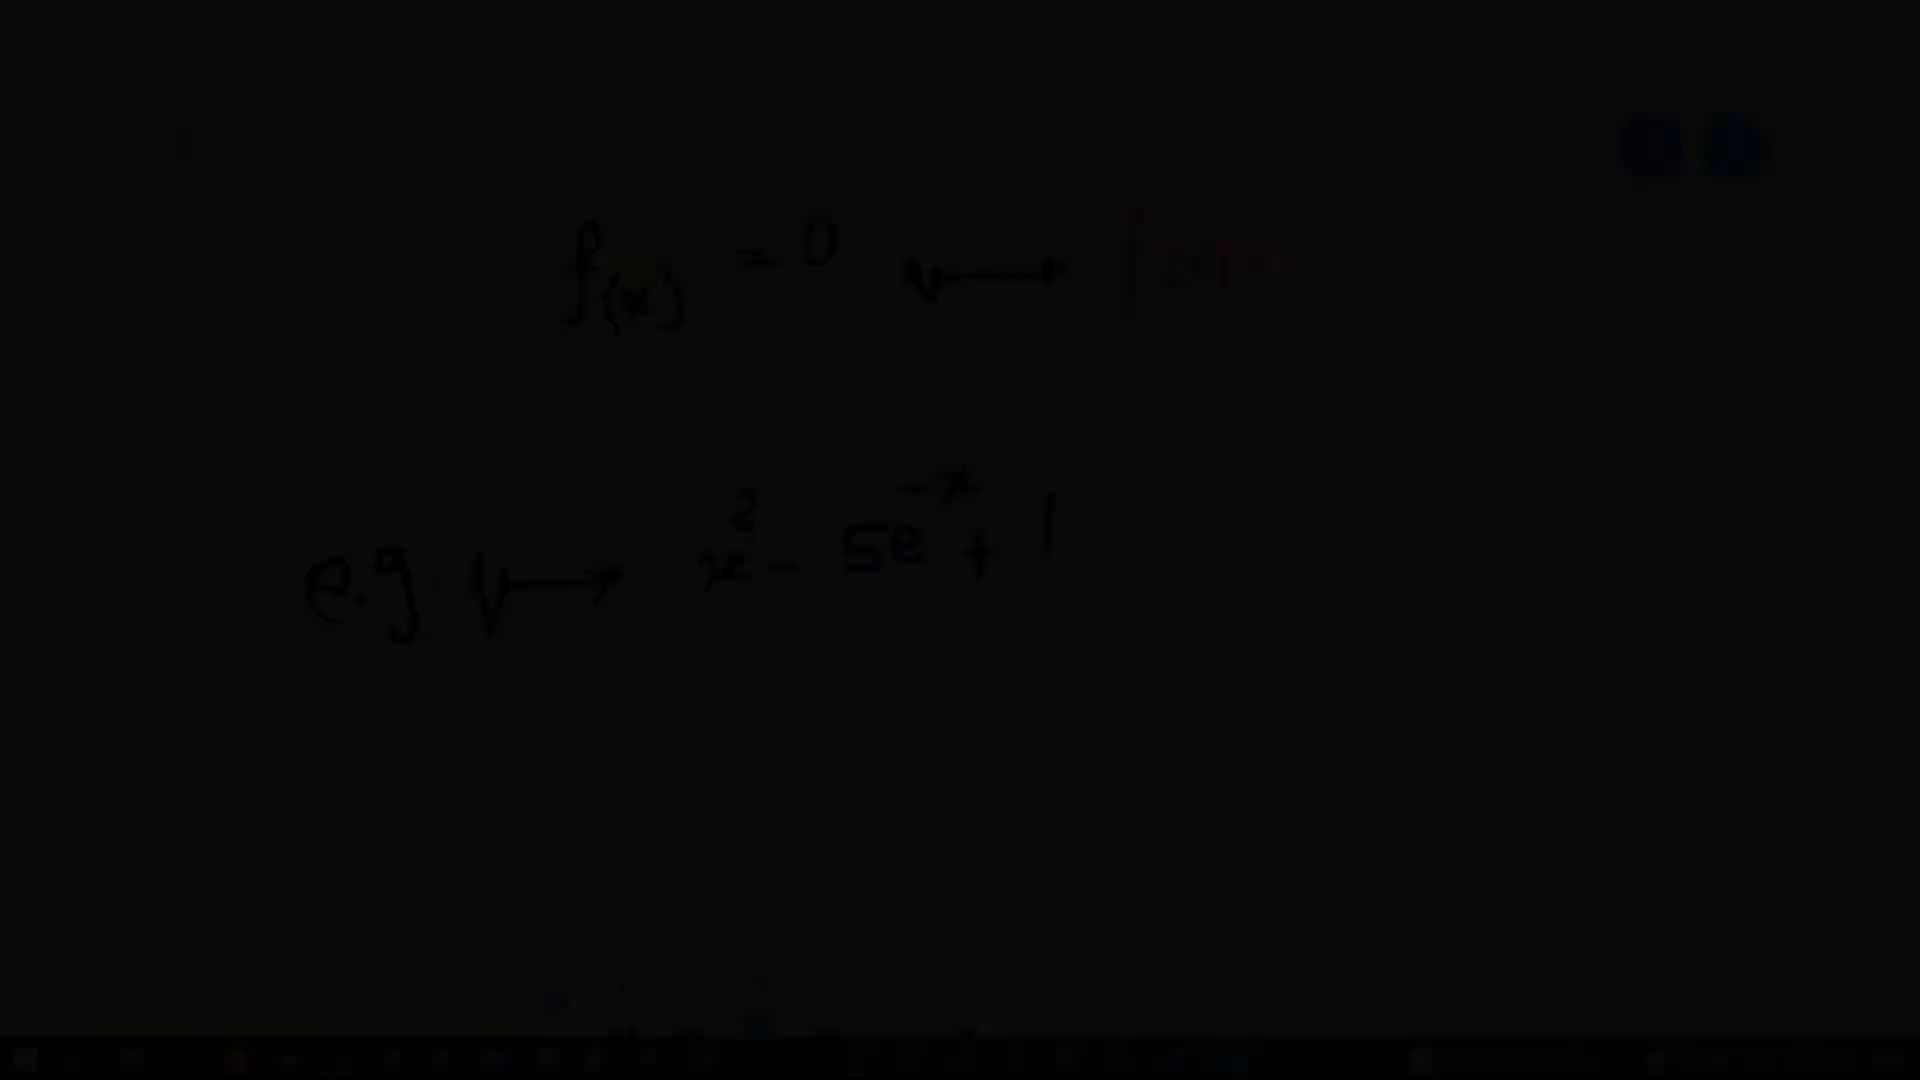 f(x) = 0 →
e.g. → x² - 5e⁻ˣ + 1